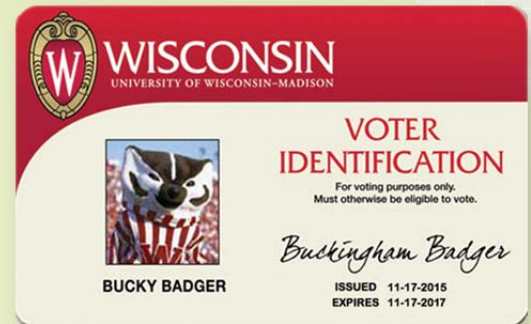 W
WISCONSIN
UNIVERSITY OF WISCONSIN–MADISON
VOTER
IDENTIFICATION
For voting purposes only.
Must otherwise be eligible to vote.
Buckingham Badger
BUCKY BADGER
ISSUED 11-17-2015
EXPIRES 11-17-2017